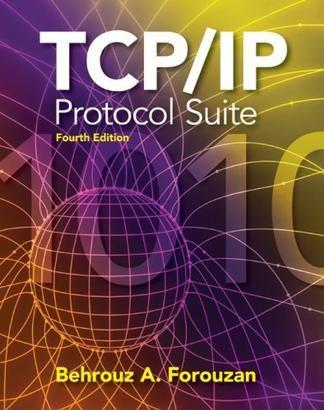 TCP/IP
Protocol Suite
Fourth Edition
1010
Behrouz A. Forouzan